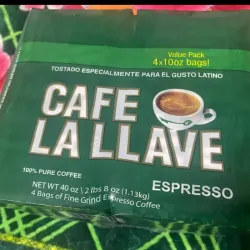 Value Pack
4x10oz bags!
TOSTADO ESPECIALMENTE PARA EL GUSTO LATINO
CAFE
LA LLAVE
100% PURE COFFEE
ESPRESSO
NET WT 40 oz \ 2 lbs 8 oz (1.13kg)
4 Bags of Fine Grind Espresso Coffee